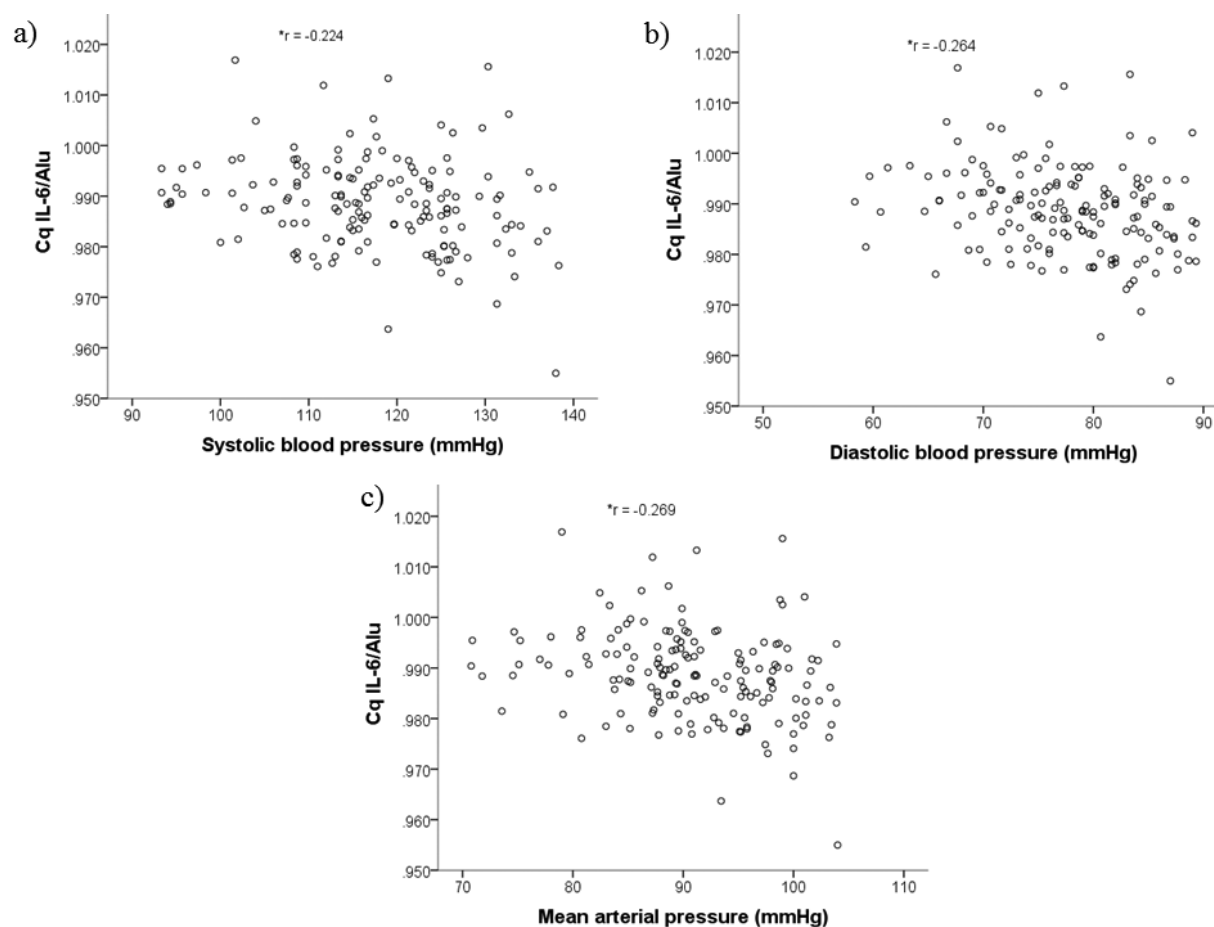 a)
*r = -0.224
1.020
1.010
1.000
.990
.980
.970
.960
.950
Cq IL-6/Alu
90 100 110 120 130 140
Systolic blood pressure (mmHg)
b)
*r = -0.264
1.020
1.010
1.000
.990
.980
.970
.960
.950
Cq IL-6/Alu
50 60 70 80 90
Diastolic blood pressure (mmHg)
c)
*r = -0.269
1.020
1.010
1.000
.990
.980
.970
.960
.950
Cq IL-6/Alu
70 80 90 100 110
Mean arterial pressure (mmHg)